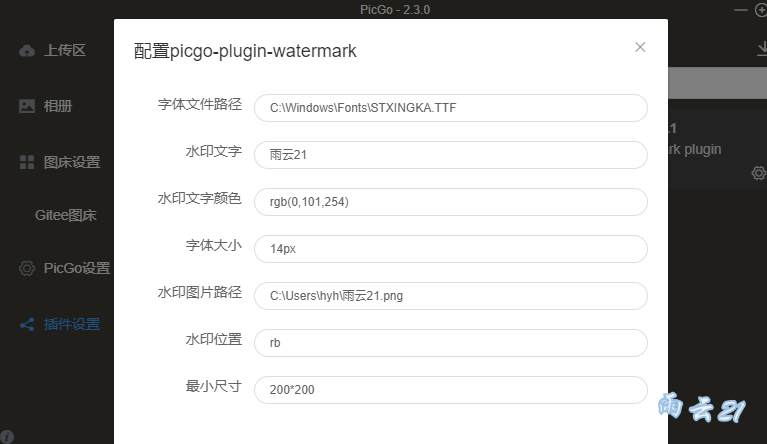 PicGo - 2.3.0
上传区
相册
图床设置
Gitee图床
PicGo设置
插件设置
配置picgo-plugin-watermark
字体文件路径 C:\Windows\Fonts\STXINGKA.TTF
水印文字 雨云21
水印文字颜色 rgb(0,101,254)
字体大小 14px
水印图片路径 C:\Users\hyh\雨云21.png
水印位置 rb
最小尺寸 200*200
.1
rk plugin
雨云21